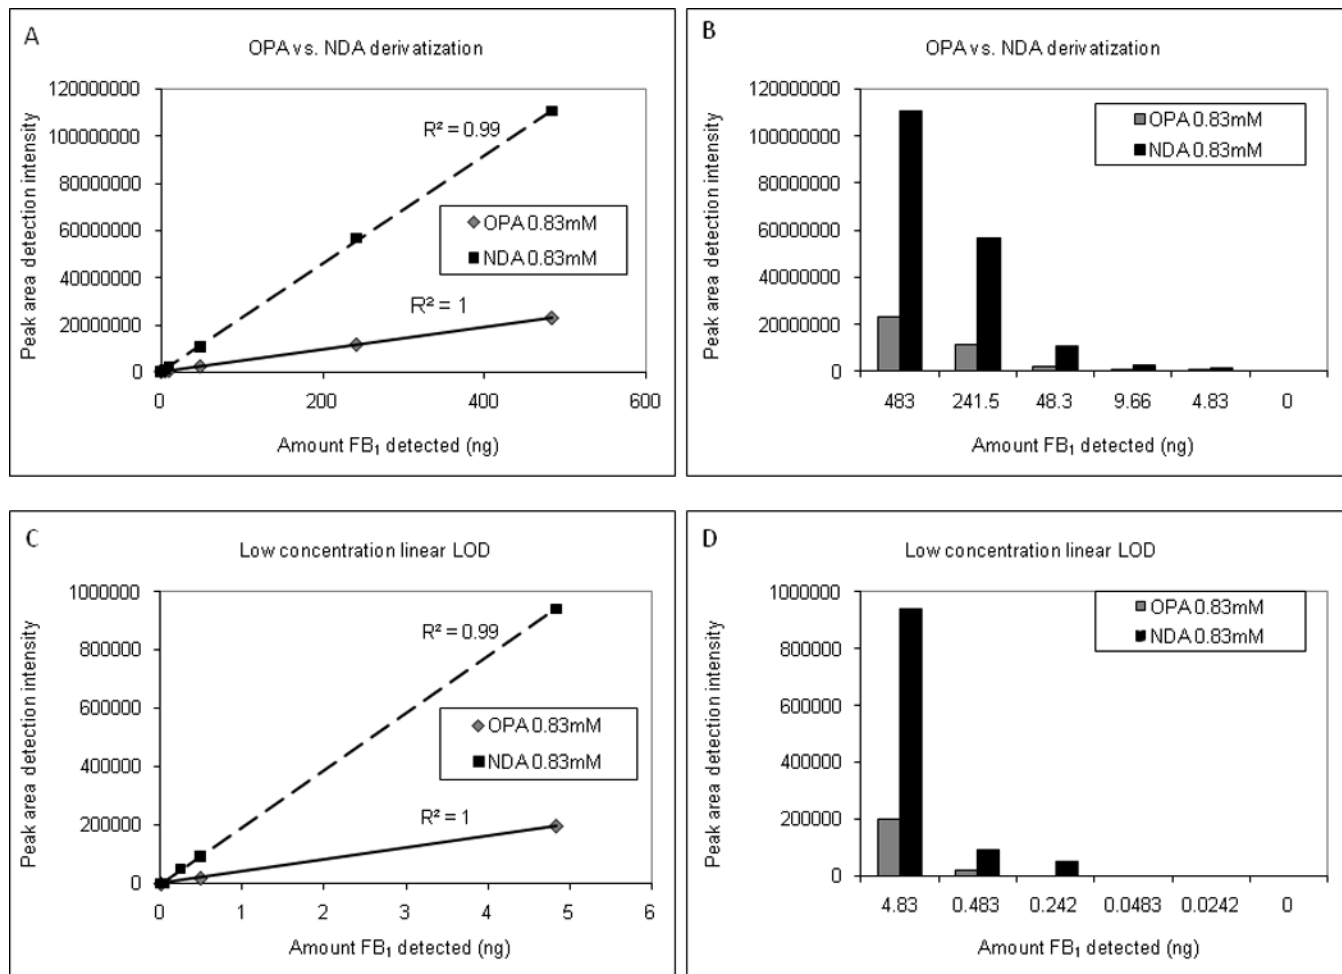 A
OPA vs. NDA derivatization
Peak area detection intensity
120000000
100000000
80000000
60000000
40000000
20000000
0
R² = 0.99
OPA 0.83mM
NDA 0.83mM
R² = 1
0 200 400 600
Amount FB₁ detected (ng)
B
OPA vs. NDA derivatization
Peak area detection intensity
120000000
100000000
80000000
60000000
40000000
20000000
0
OPA 0.83mM
NDA 0.83mM
483 241.5 48.3 9.66 4.83 0
Amount FB₁ detected (ng)
C
Low concentration linear LOD
Peak area detection intensity
1000000
800000
600000
400000
200000
0
R² = 0.99
OPA 0.83mM
NDA 0.83mM
R² = 1
0 1 2 3 4 5 6
Amount FB₁ detected (ng)
D
Low concentration linear LOD
Peak area detection intensity
1000000
800000
600000
400000
200000
0
OPA 0.83mM
NDA 0.83mM
4.83 0.483 0.242 0.0483 0.0242 0
Amount FB₁ detected (ng)